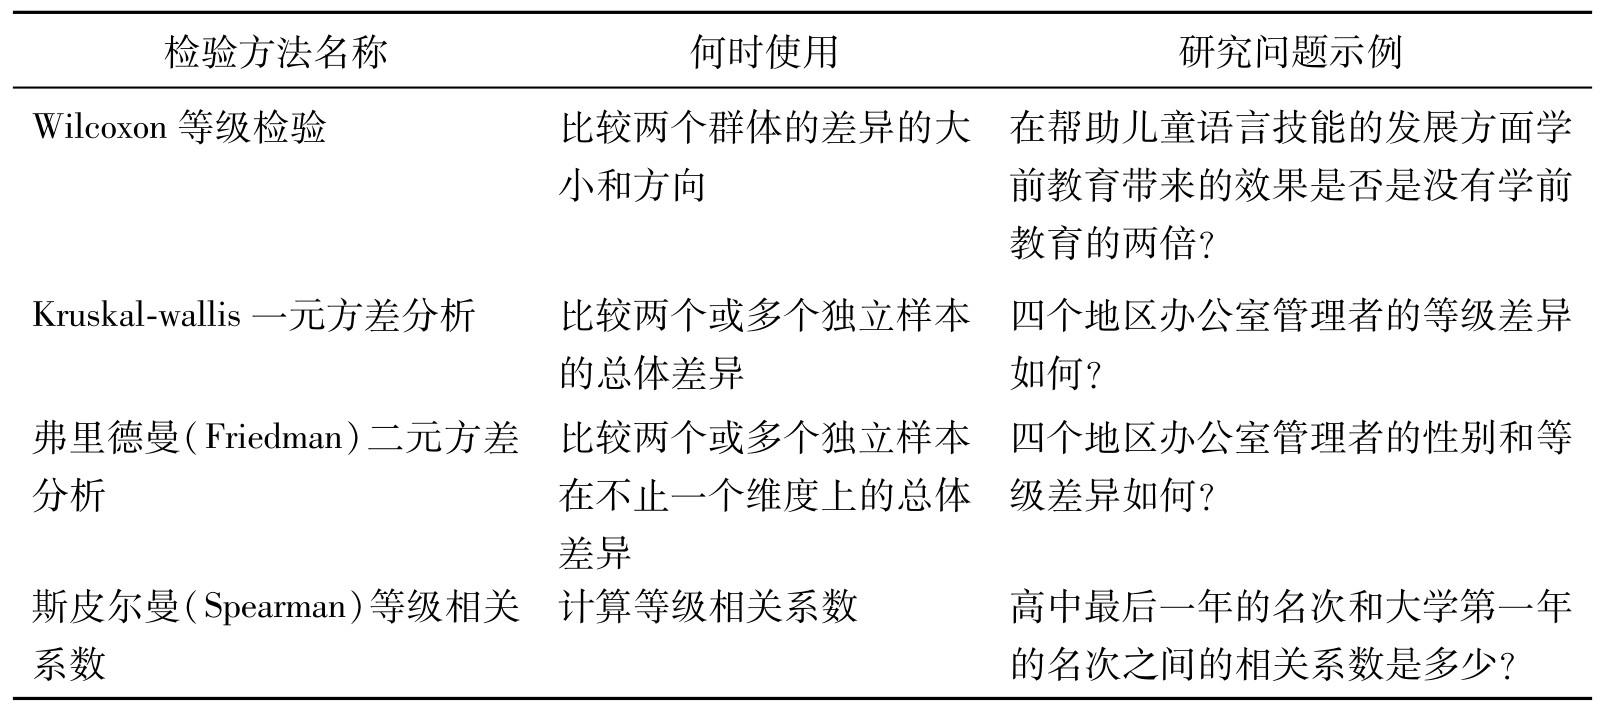 检验方法名称 何时使用 研究问题示例
Wilcoxon 等级检验 比较两个群体的差异的大 在帮助儿童语言技能的发展方面学
小和方向 前教育带来的效果是否是没有学前
教育的两倍?
Kruskal-wallis 一元方差分析 比较两个或多个独立样本 四个地区办公室管理者的等级差异
的总体差异 如何?
弗里德曼(Friedman)二元方差 比较两个或多个独立样本 四个地区办公室管理者的性别和等
分析 在不止一个维度上的总体 级差异如何?
差异
斯皮尔曼(Spearman)等级相关 计算等级相关系数 高中最后一年的名次和大学第一年
系数 的名次之间的相关系数是多少?